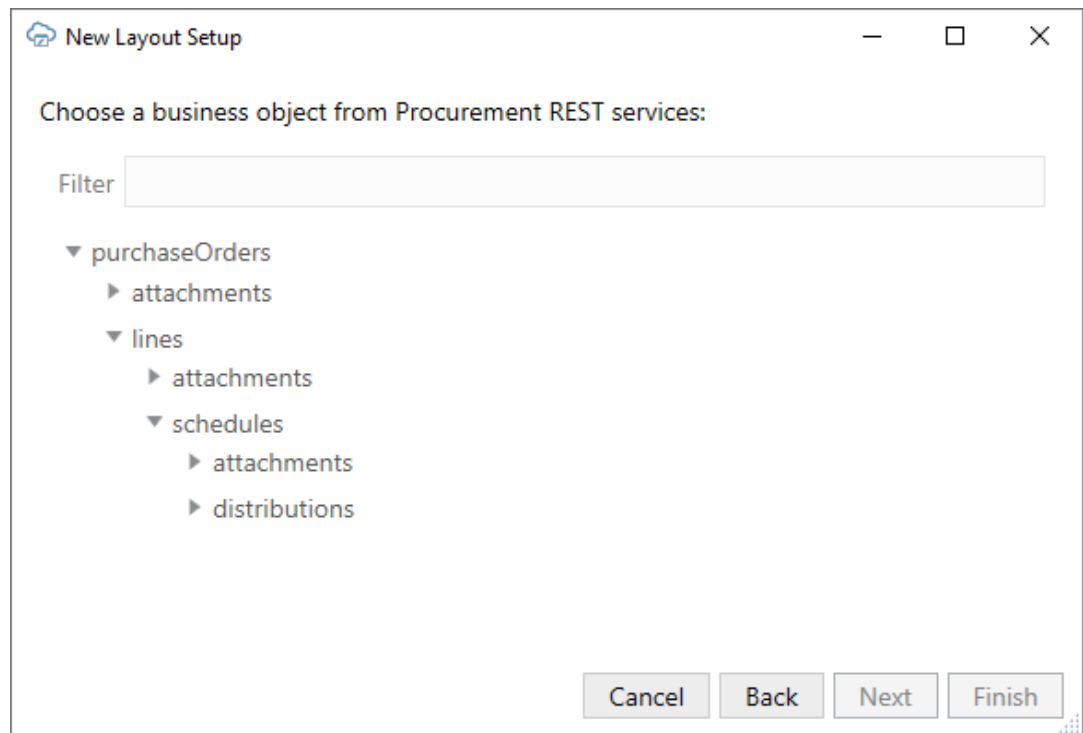 New Layout Setup
Choose a business object from Procurement REST services:
Filter
purchaseOrders
attachments
lines
attachments
schedules
attachments
distributions
Cancel Back Next Finish